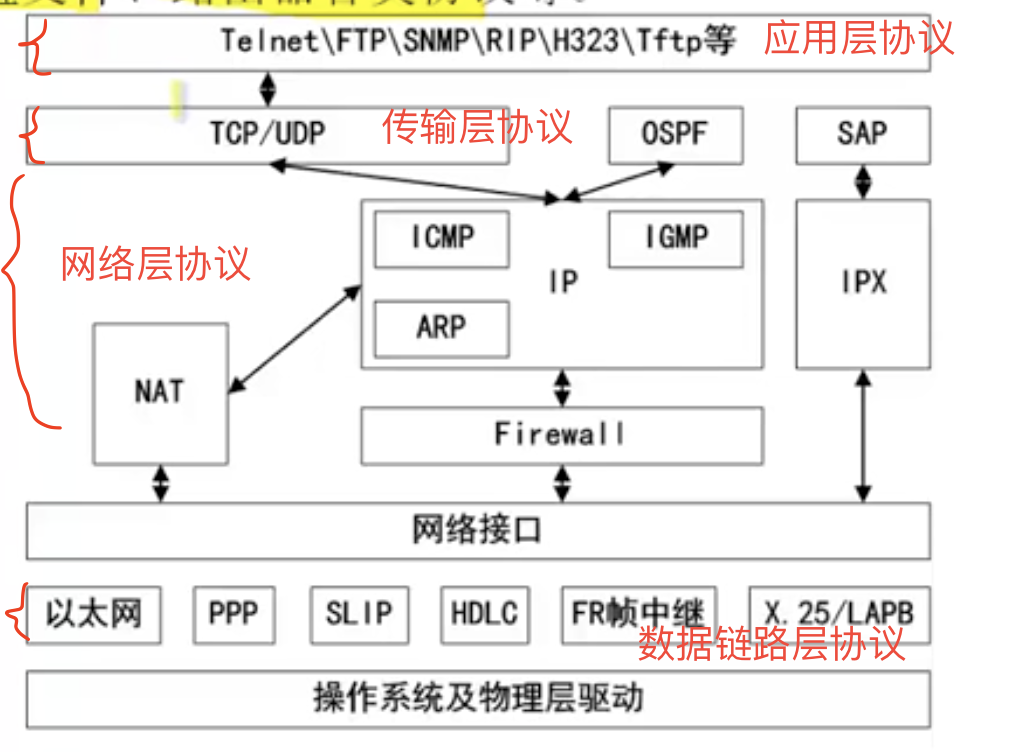 Telnet\FTP\SNMP\RIP\H323\Tftp等 应用层协议
TCP/UDP 传输层协议 OSPF SAP
ICMP IGMP
网络层协议 IP IPX
ARP
NAT
Firewall
网络接口
以太网 PPP SLIP HDLC FR帧中继 X.25/LAPB
数据链路层协议
操作系统及物理层驱动